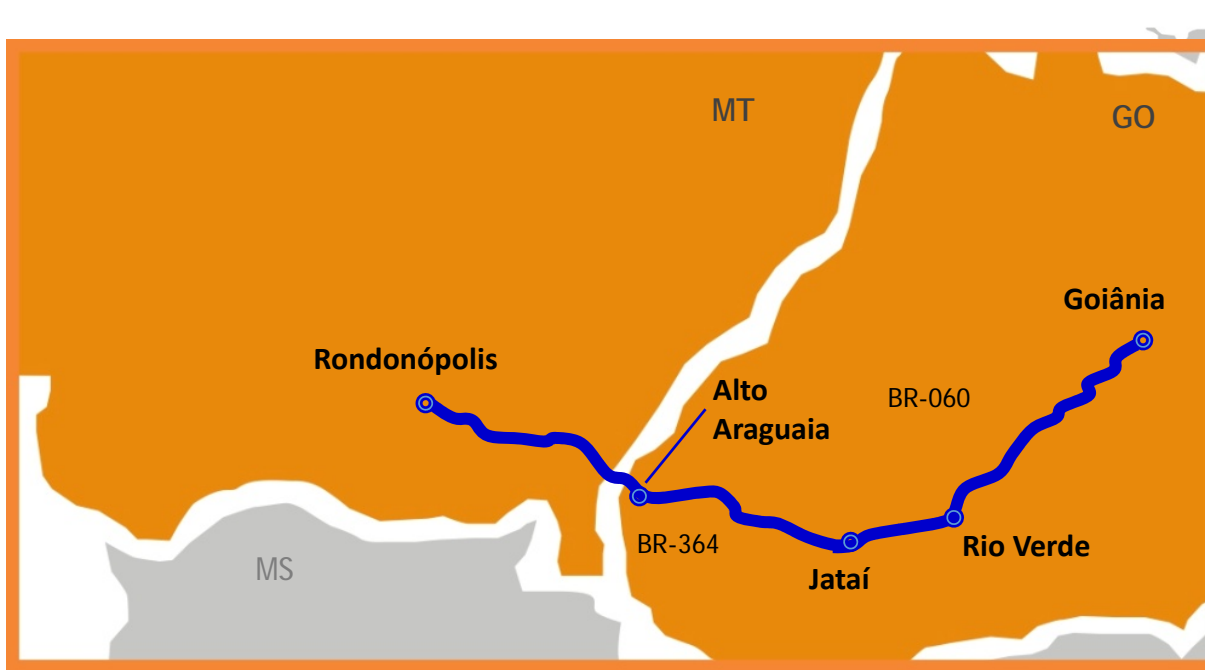 MT
GO
Goiânia
Rondonópolis
Alto
Araguaia
BR-060
BR-364
Rio Verde
MS
Jataí